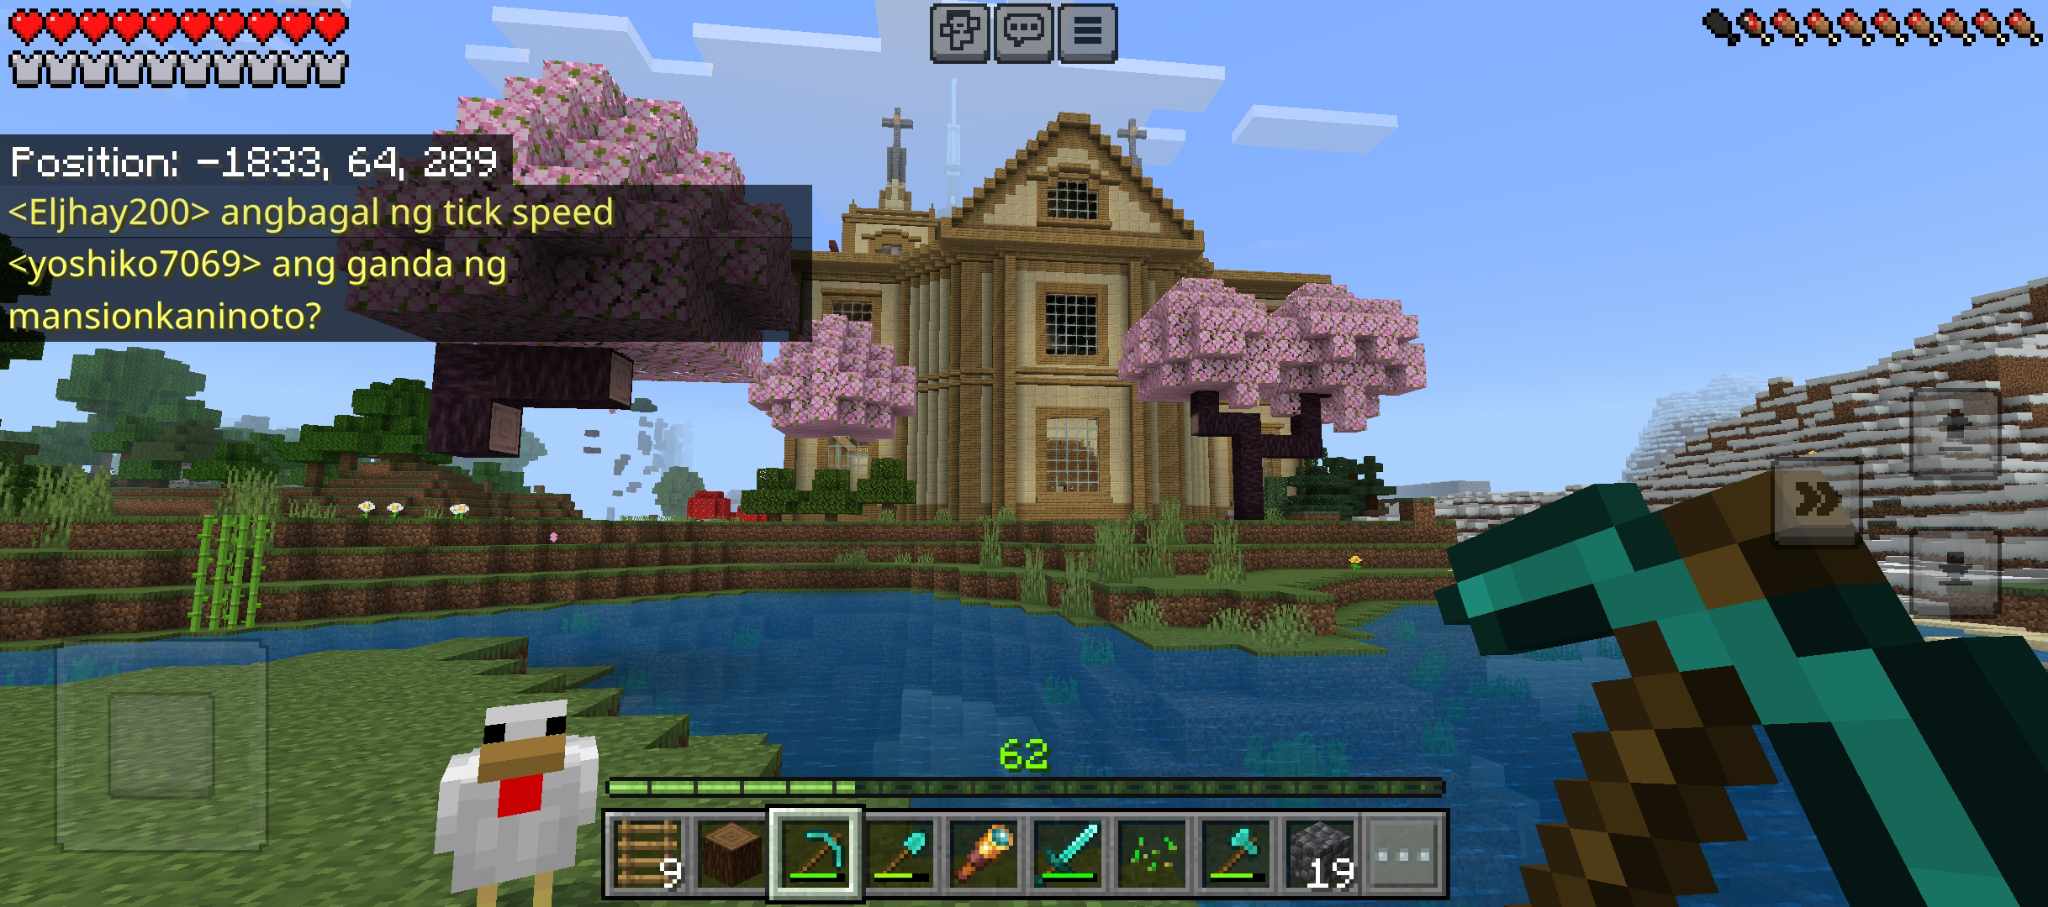 Position: -1833, 64, 289
<Eljhay200> angbagal ng tick speed
<yoshiko7069> ang ganda ng
mansionkaninoto?
62
9
19